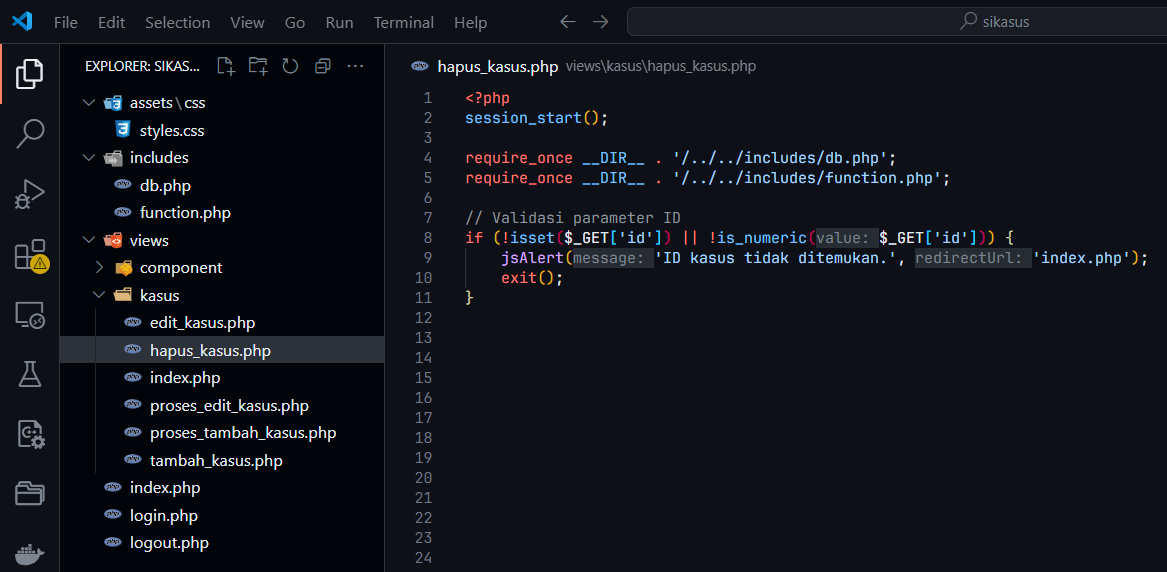 File Edit Selection View Go Run Terminal Help sikasus
EXPLORER: SIKAS...
assets\css
styles.css
includes
db.php
function.php
views
component
kasus
edit_kasus.php
hapus_kasus.php
index.php
proses_edit_kasus.php
proses_tambah_kasus.php
tambah_kasus.php
index.php
login.php
logout.php
hapus_kasus.php views\kasus\hapus_kasus.php
1 <?php
2 session_start();
3
4 require_once __DIR__ . '/../../includes/db.php';
5 require_once __DIR__ . '/../../includes/function.php';
6
7 // Validasi parameter ID
8 if (!isset($_GET['id']) || !is_numeric(value: $_GET['id'])) {
9 jsAlert(message: 'ID kasus tidak ditemukan.', redirectUrl: 'index.php');
10 exit();
11 }
12
13
14
15
16
17
18
19
20
21
22
23
24